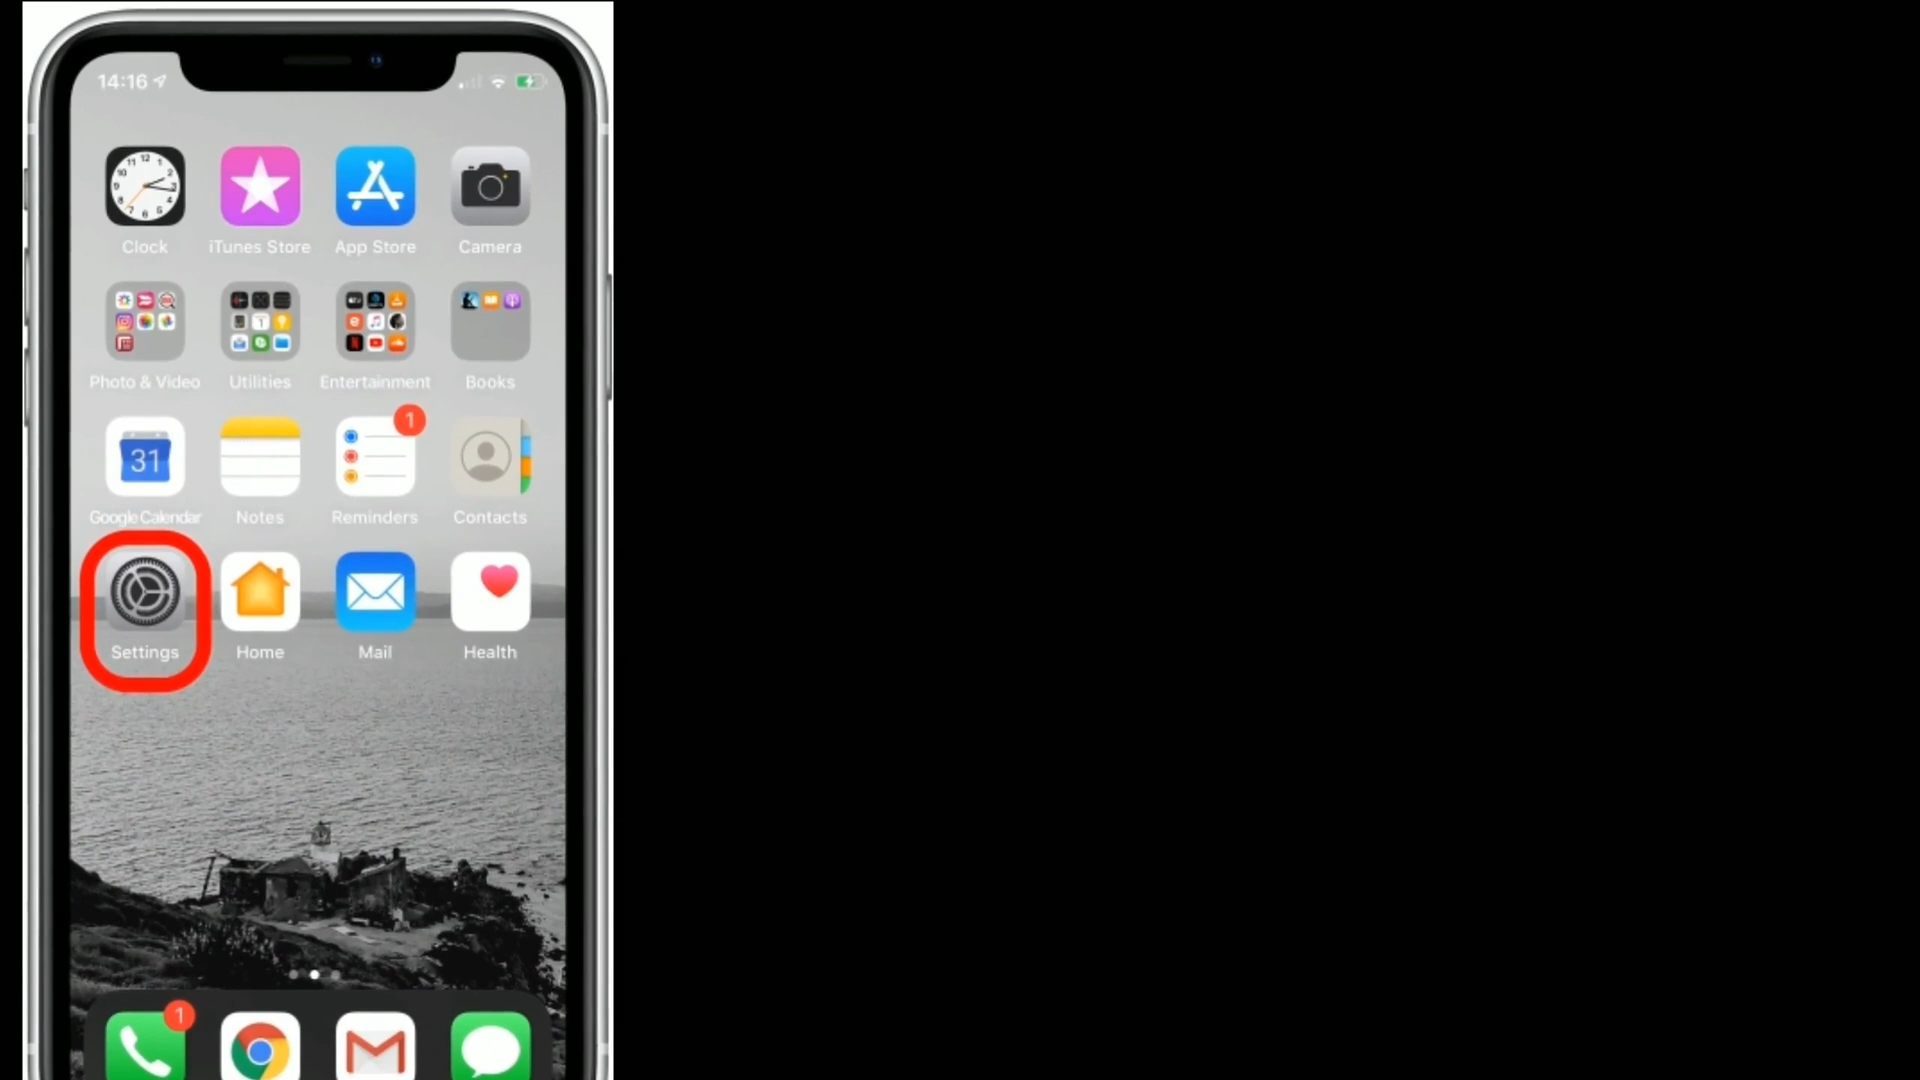 14:16
Clock iTunes Store App Store Camera
Photo & Video Utilities Entertainment Books
1
31
Google Calendar Notes Reminders Contacts
Settings Home Mail Health
1